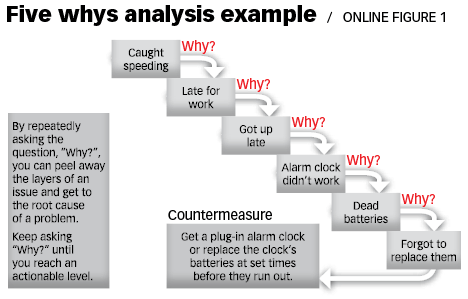 Five whys analysis example / ONLINE FIGURE 1
Caught
speeding
Why?
Late for
work
Why?
Got up
late
Why?
Alarm clock
didn't work
Why?
Dead
batteries
Why?
Forgot to
replace them
By repeatedly
asking the
question, "Why?",
you can peel away
the layers of an
issue and get to
the root cause
of a problem.
Keep asking
"Why?" until
you reach an
actionable level.
Countermeasure
Get a plug-in alarm clock
or replace the clock's
batteries at set times
before they run out.